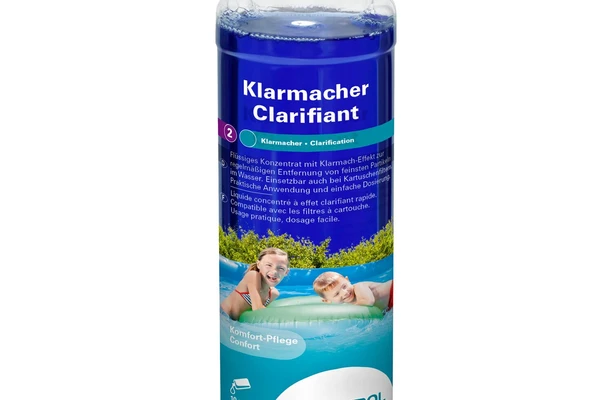 Klarmacher
Clarifiant
2
Klarmacher • Clarification
Flüssiges Konzentrat mit Klarmach-Effekt zur
regelmäßigen Entfernung von feinsten
im Wasser. Einsetzbar auch bei
Praktische Anwendung und einfache Dosierung.
F
Liquide concentré à effet clarifiant rapide.
Compatible avec les filtres à cartouche.
Usage pratique, dosage facile.
Komfort-Pflege
Confort